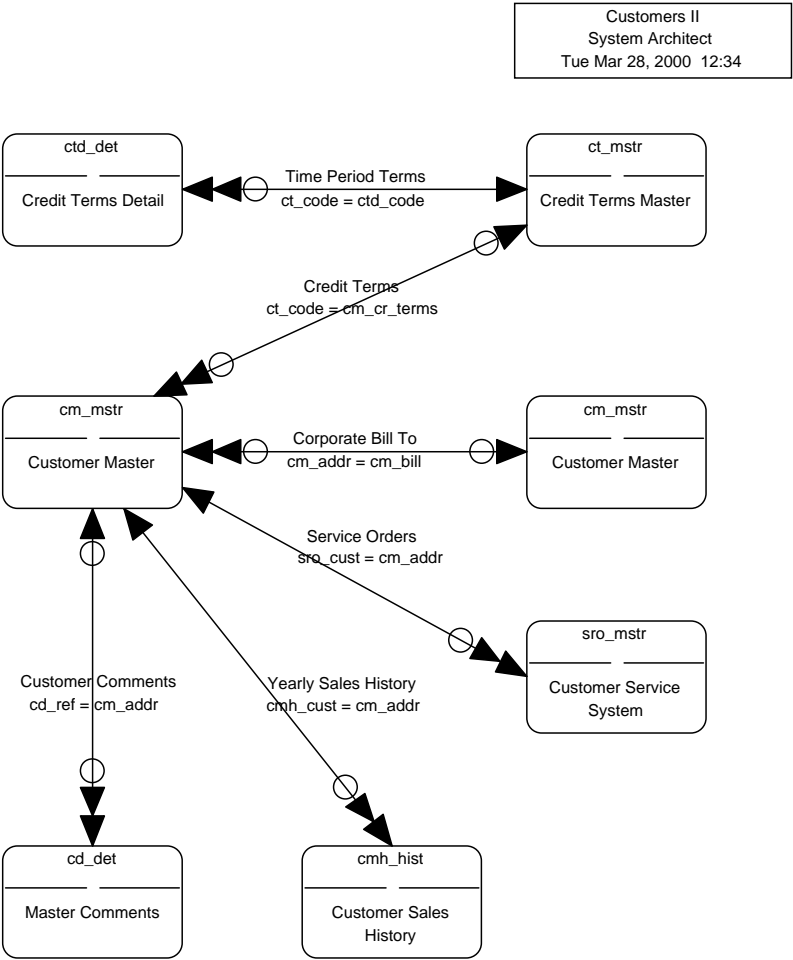 Customers II
System Architect
Tue Mar 28, 2000 12:34
ctd_det
Credit Terms Detail
Time Period Terms
ct_code = ctd_code
ct_mstr
Credit Terms Master
Credit Terms
ct_code = cm_cr_terms
cm_mstr
Customer Master
Corporate Bill To
cm_addr = cm_bill
cm_mstr
Customer Master
Service Orders
sro_cust = cm_addr
sro_mstr
Customer Service
System
Customer Comments
cd_ref = cm_addr
Yearly Sales History
cmh_cust = cm_addr
cd_det
Master Comments
cmh_hist
Customer Sales
History